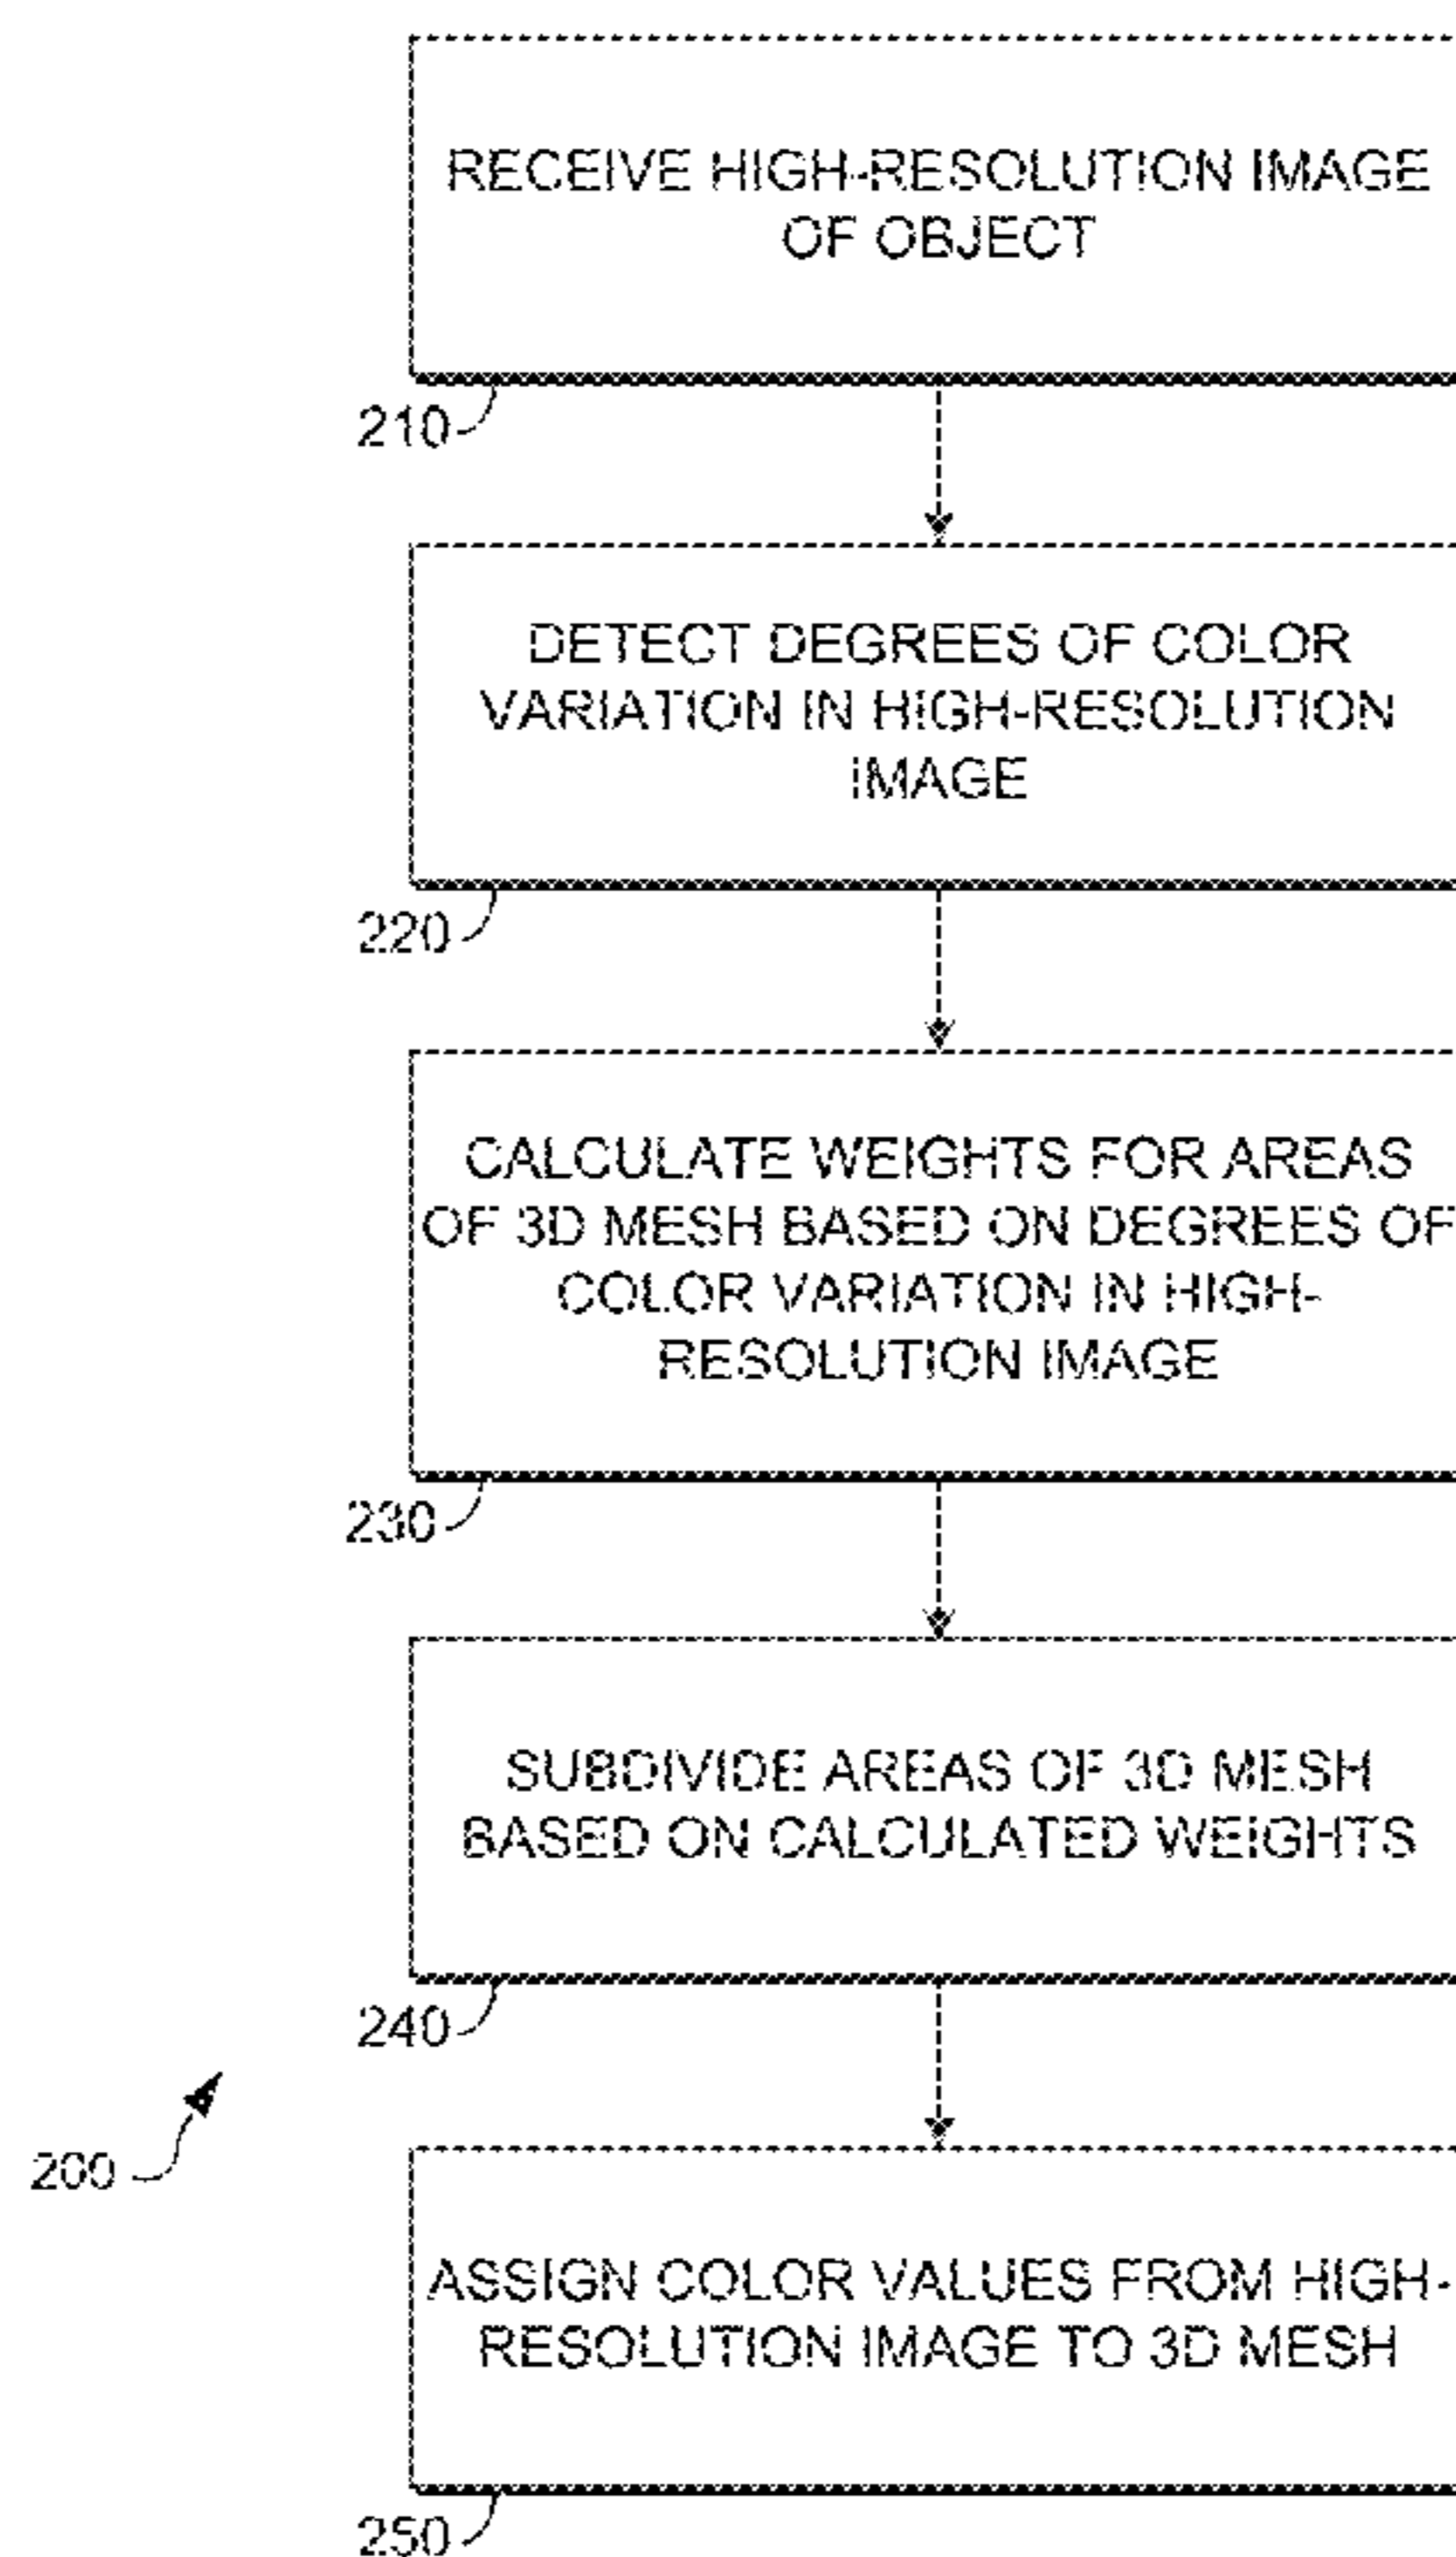 RECEIVE HIGH-RESOLUTION IMAGE
OF OBJECT
210
DETECT DEGREES OF COLOR
VARIATION IN HIGH-RESOLUTION
IMAGE
220
CALCULATE WEIGHTS FOR AREAS
OF 3D MESH BASED ON DEGREES OF
COLOR VARIATION IN HIGH-
RESOLUTION IMAGE
230
SUBDIVIDE AREAS OF 3D MESH
BASED ON CALCULATED WEIGHTS
240
200
ASSIGN COLOR VALUES FROM HIGH-
RESOLUTION IMAGE TO 3D MESH
250